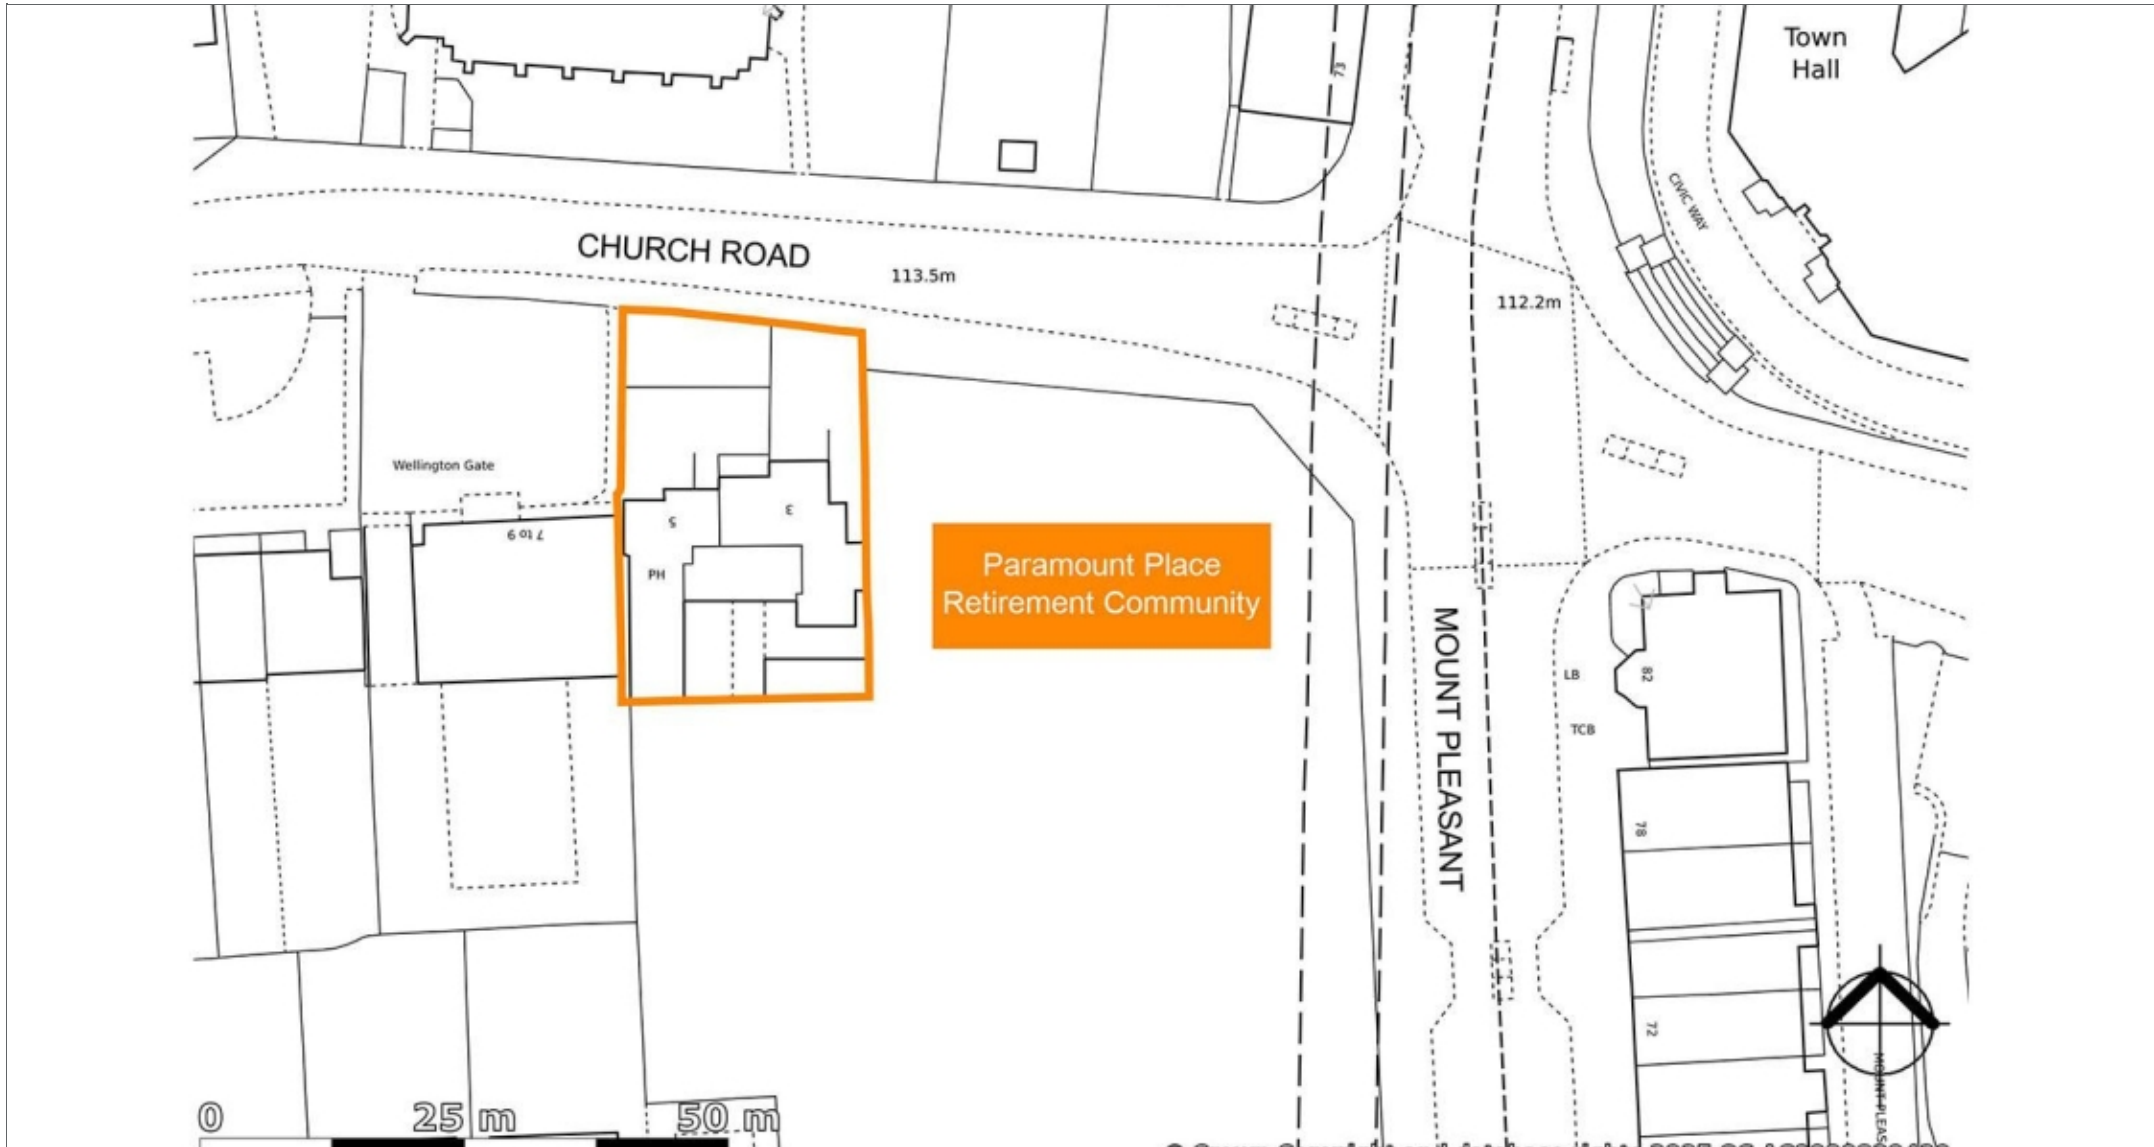 Town
Hall
73
CIVIC WAY
CHURCH ROAD
113.5m
112.2m
Wellington Gate
7 to 9
5
3
PH
Paramount Place
Retirement Community
MOUNT PLEASANT
LB
82
TCB
78
72
0
25 m
50 m